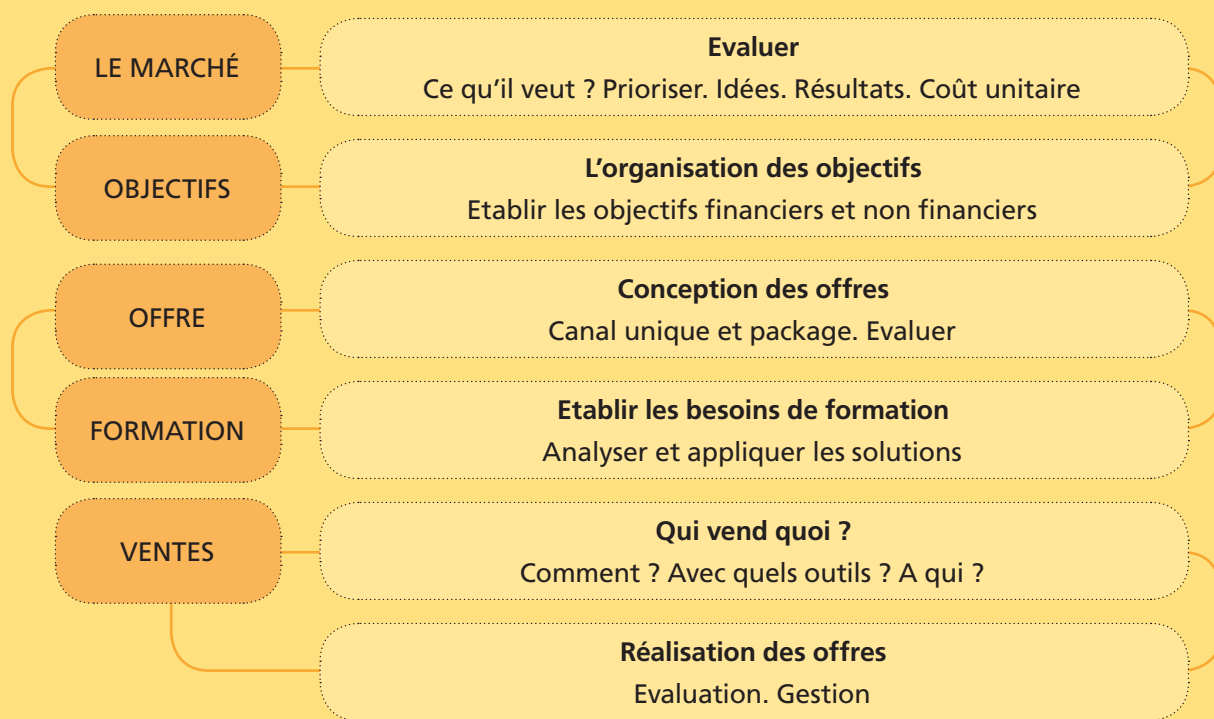 LE MARCHÉ
Evaluer
Ce qu’il veut ? Prioriser. Idées. Résultats. Coût unitaire
OBJECTIFS
L’organisation des objectifs
Etablir les objectifs financiers et non financiers
OFFRE
Conception des offres
Canal unique et package. Evaluer
FORMATION
Etablir les besoins de formation
Analyser et appliquer les solutions
VENTES
Qui vend quoi ?
Comment ? Avec quels outils ? A qui ?
Réalisation des offres
Evaluation. Gestion